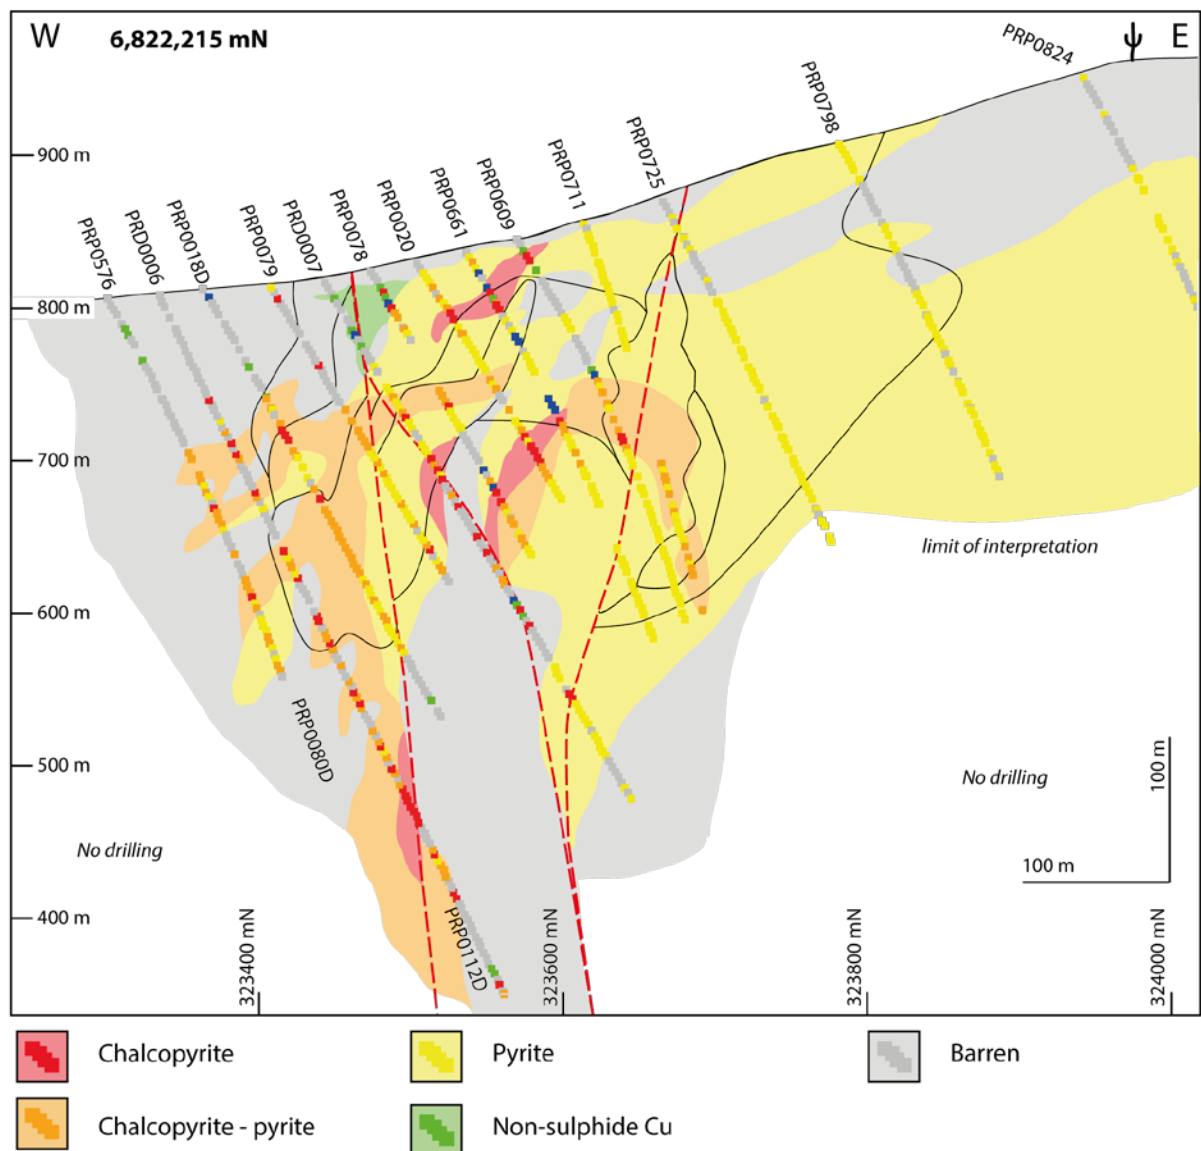 W 6,822,215 mN E
PRP0824
PRP0798
PRP0725
PRP0711
PRP0609
PRP0661
PRP0020
PRP0078
PRD0007
PRP0079
PRP0018D
PRD0006
PRP0576
900 m
800 m
700 m
600 m
500 m
400 m
limit of interpretation
PRP0080D
No drilling
No drilling
100 m
100 m
PRP0112D
323400 mN
323600 mN
323800 mN
324000 mN
Chalcopyrite
Pyrite
Barren
Chalcopyrite - pyrite
Non-sulphide Cu